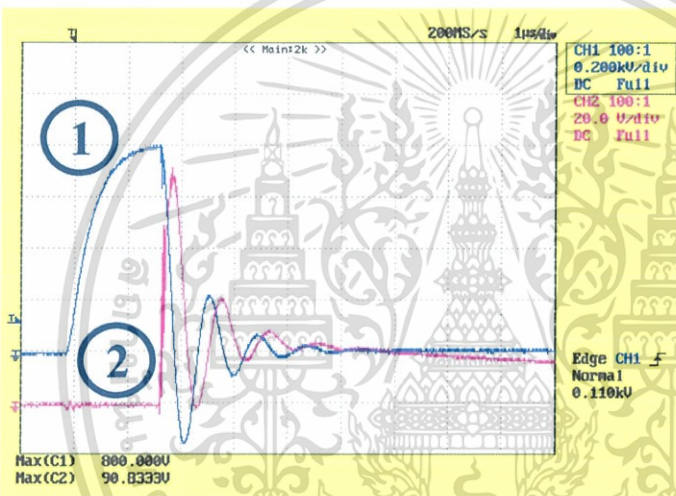 200MS/s 1µs/div
<< Main:2k >>
CH1 100:1
0.200kV/div
DC Full
CH2 100:1
20.0 V/div
DC Full
1
2
Edge CH1
Normal
0.110kV
Max(C1) 800.000V
Max(C2) 90.8333V